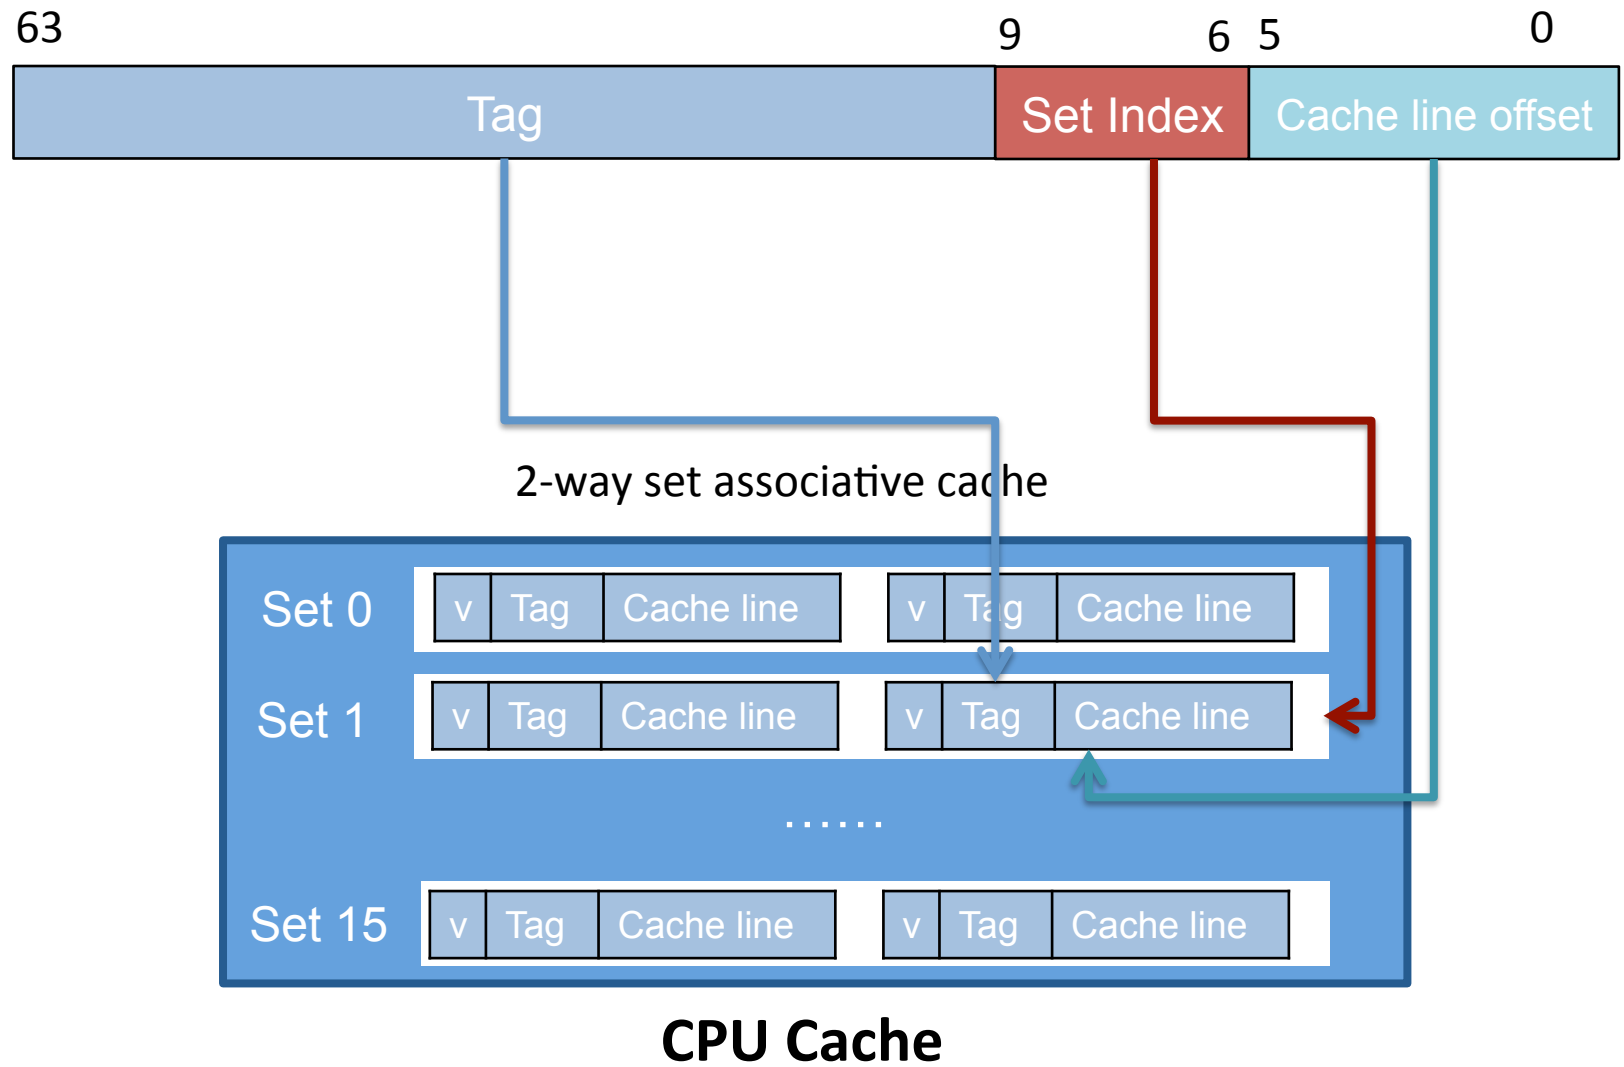 63 9 6 5 0
Tag Set Index Cache line offset
2-way set associative cache
Set 0 v Tag Cache line v Tag Cache line
Set 1 v Tag Cache line v Tag Cache line
......
Set 15 v Tag Cache line v Tag Cache line
CPU Cache